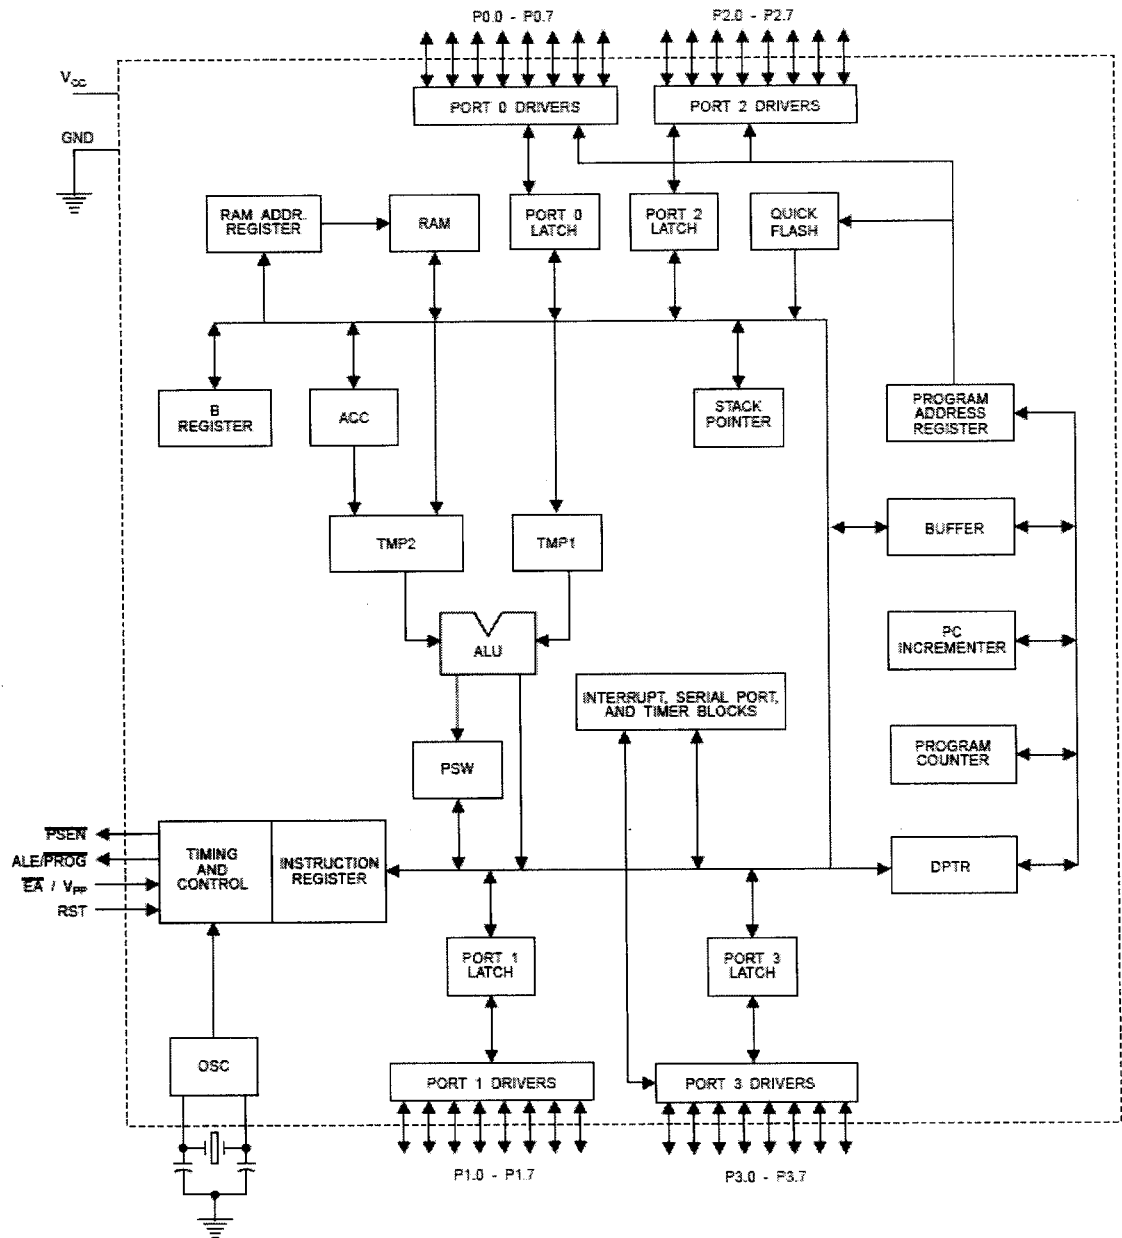 P0.0 - P0.7
P2.0 - P2.7
VCC
GND
PORT 0 DRIVERS
PORT 2 DRIVERS
RAM ADDR.
REGISTER
RAM
PORT 0
LATCH
PORT 2
LATCH
QUICK
FLASH
B
REGISTER
ACC
STACK
POINTER
PROGRAM
ADDRESS
REGISTER
TMP2
TMP1
BUFFER
ALU
PC
INCREMENTER
INTERRUPT, SERIAL PORT,
AND TIMER BLOCKS
PSW
PROGRAM
COUNTER
PSEN
ALE/PROG
EA / VPP
RST
TIMING
AND
CONTROL
INSTRUCTION
REGISTER
DPTR
PORT 1
LATCH
PORT 3
LATCH
OSC
PORT 1 DRIVERS
PORT 3 DRIVERS
P1.0 - P1.7
P3.0 - P3.7